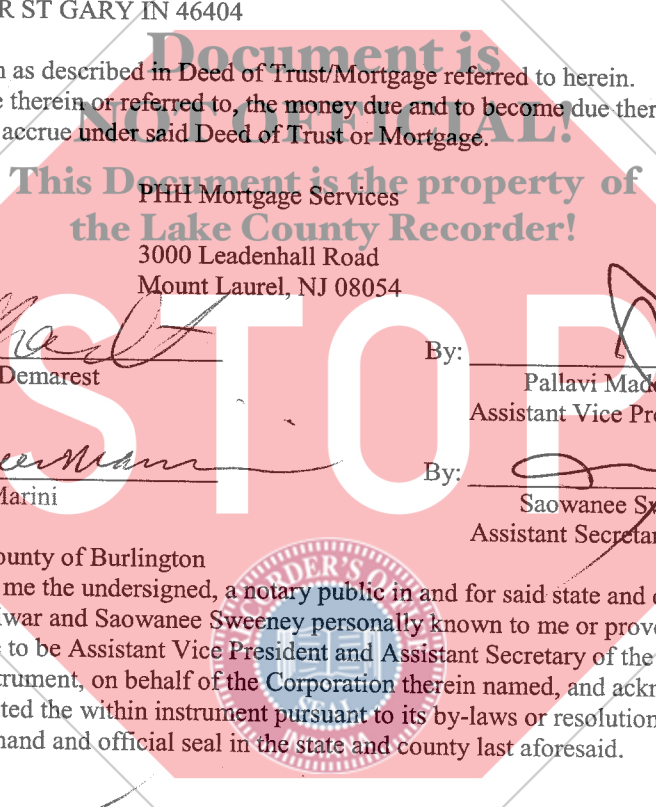 R ST GARY IN 46404
Document is
as described in Deed of Trust/Mortgage referred to herein.
therein or referred to, the money due and to become due ther
NOT OFFICIAL!
accrue under said Deed of Trust or Mortgage.
This Document is the property of
PHH Mortgage Services
the Lake County Recorder!
3000 Leadenhall Road
Mount Laurel, NJ 08054
STOP
By:
Demarest
Pallavi Mad
Assistant Vice Pr
By:
Marini
Saowanee S
Assistant Secretar
ounty of Burlington
me the undersigned, a notary public in and for said state and
war and Saowanee Sweeney personally known to me or prov
to be Assistant Vice President and Assistant Secretary of the
trument, on behalf of the Corporation therein named, and ackn
ted the within instrument pursuant to its by-laws or resolution
hand and official seal in the state and county last aforesaid.
RECORDER'S OFFICE
SEAL
INDIANA